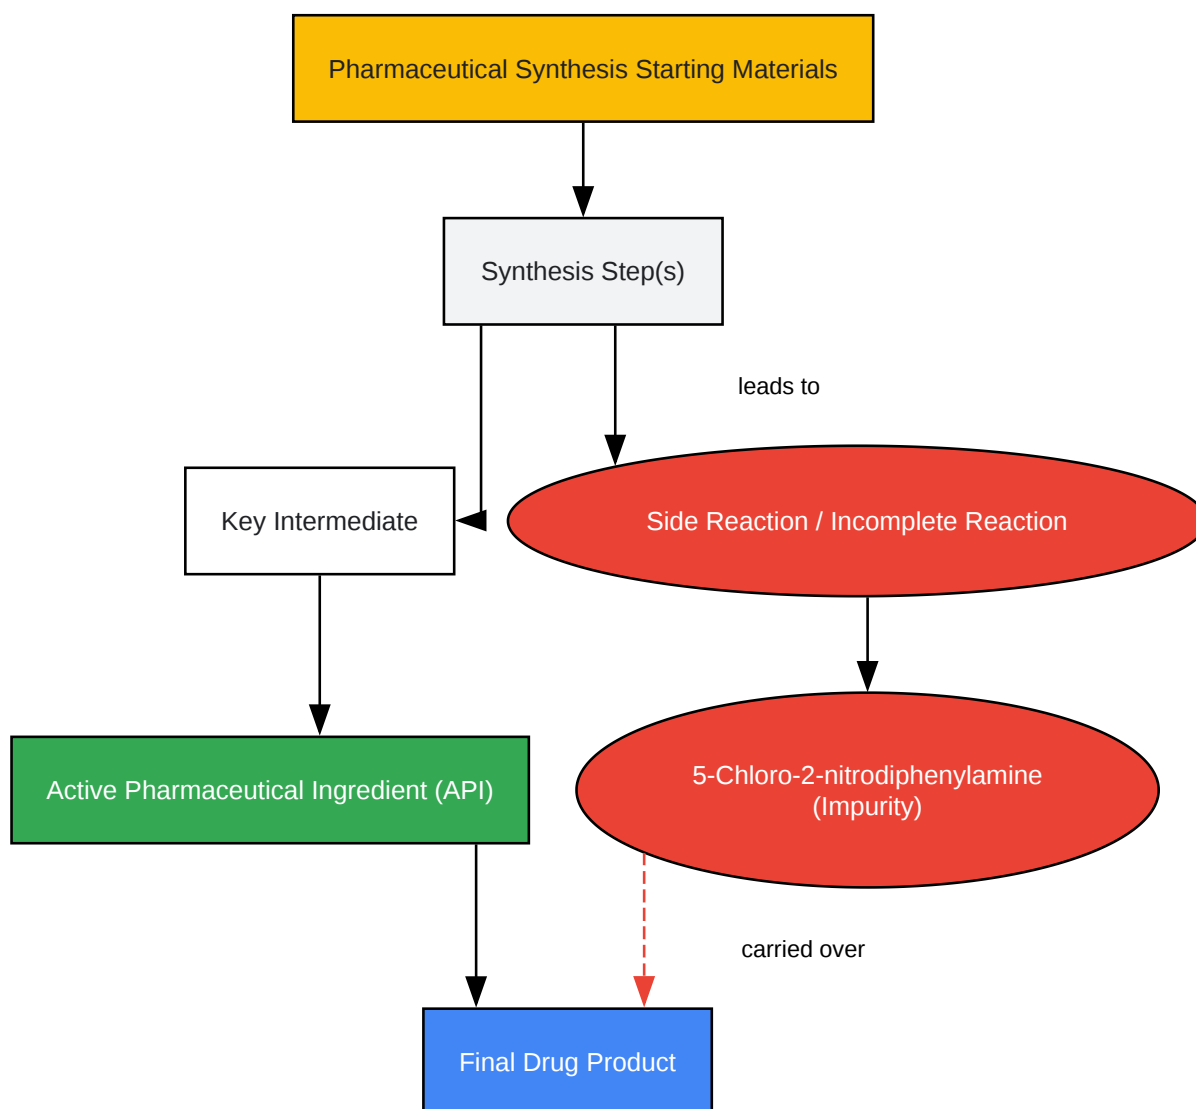 Pharmaceutical Synthesis Starting Materials
Synthesis Step(s)
leads to
Key Intermediate
Side Reaction / Incomplete Reaction
Active Pharmaceutical Ingredient (API)
5-Chloro-2-nitrodiphenylamine
(Impurity)
carried over
Final Drug Product